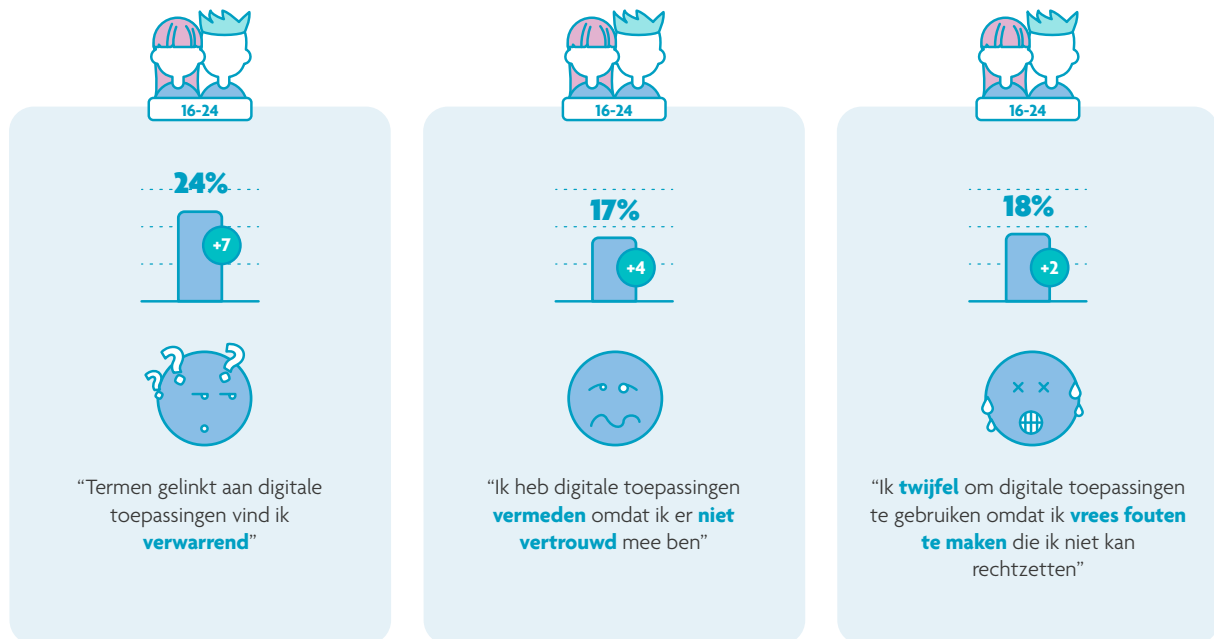 16-24
24%
+7
“Termen gelinkt aan digitale
toepassingen vind ik
verwarrend”
16-24
17%
+4
“Ik heb digitale toepassingen
vermeden omdat ik er niet
vertrouwd mee ben”
16-24
18%
+2
“Ik twijfel om digitale toepassingen
te gebruiken omdat ik vrees fouten
te maken die ik niet kan
rechtzetten”